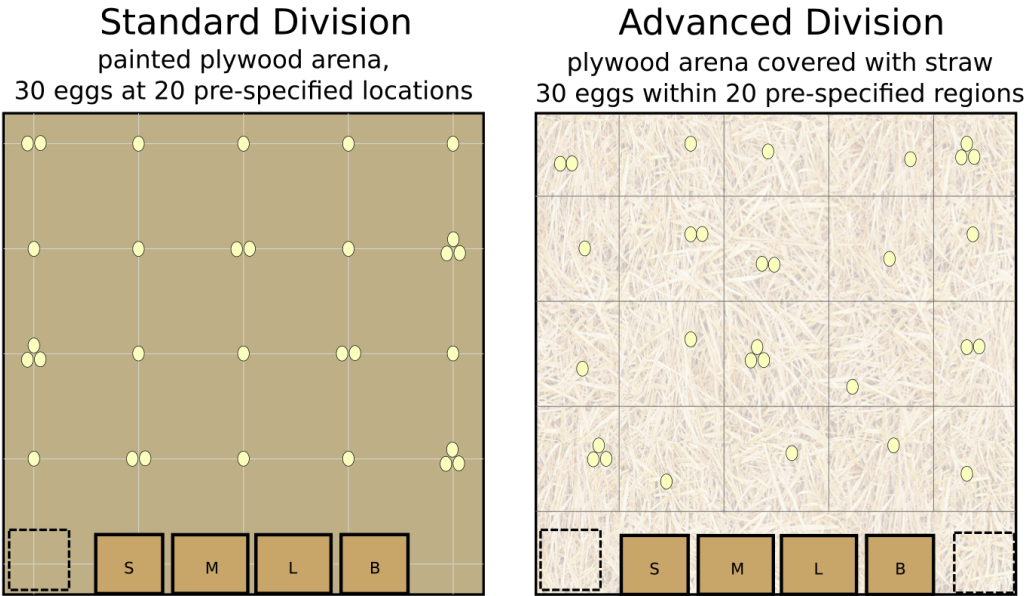 Standard Division
painted plywood arena,
30 eggs at 20 pre-specified locations
S M L B
Advanced Division
plywood arena covered with straw
30 eggs within 20 pre-specified regions
S M L B